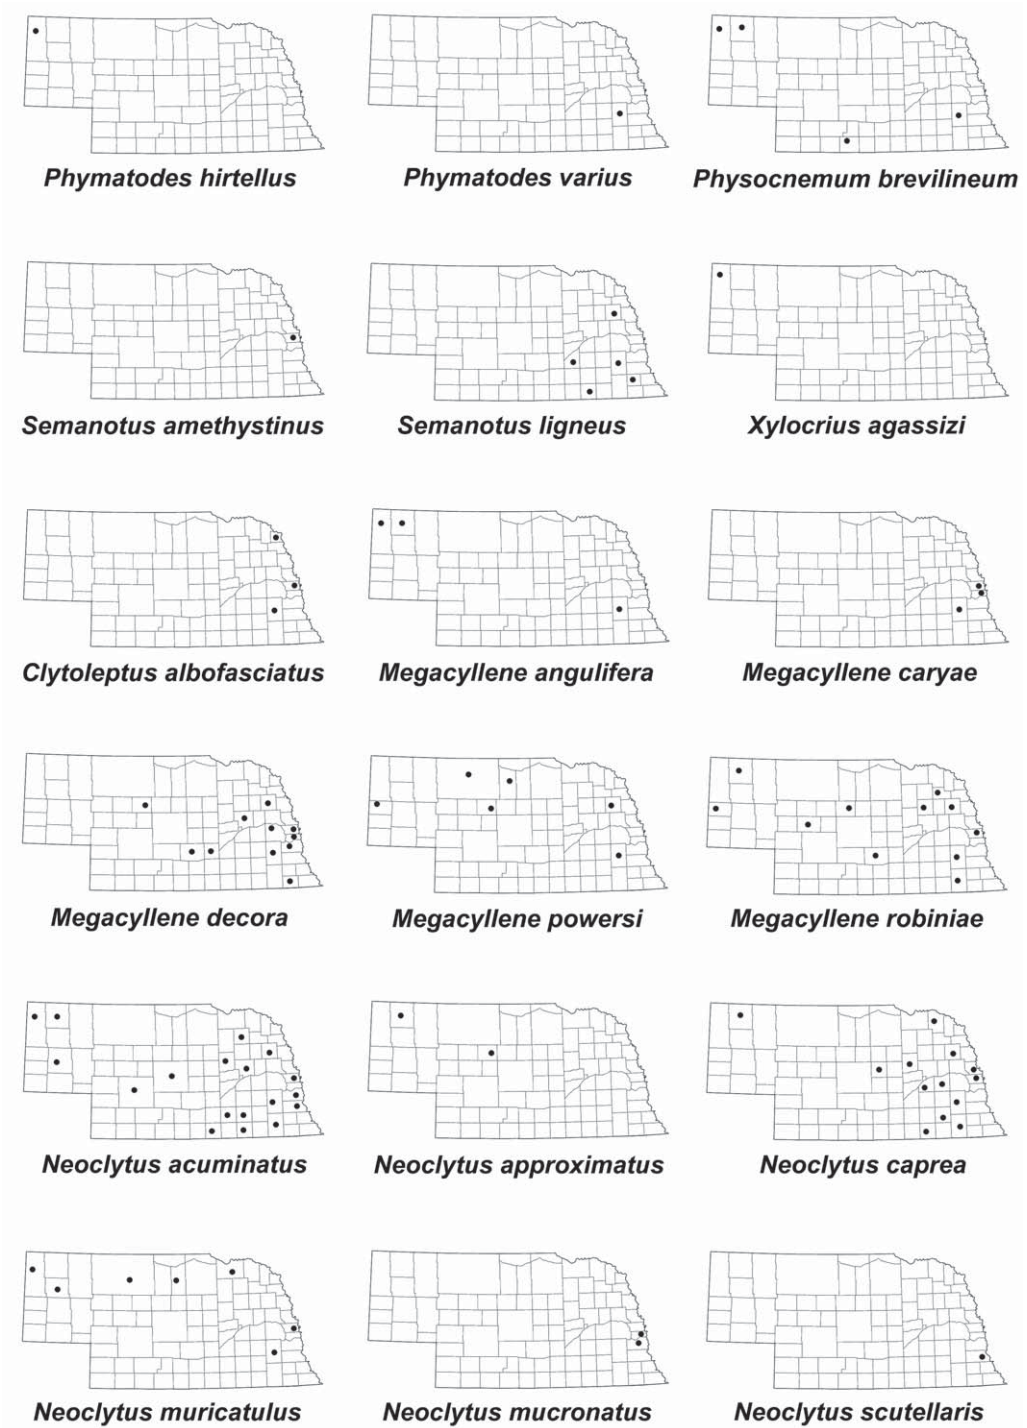 Phymatodes hirtellus
Phymatodes varius
Physocnemum brevilineum
Semanotus amethystinus
Semanotus ligneus
Xylocrius agassizi
Clytoleptus albofasciatus
Megacyllene angulifera
Megacyllene caryae
Megacyllene decora
Megacyllene powersi
Megacyllene robiniae
Neoclytus acuminatus
Neoclytus approximatus
Neoclytus caprea
Neoclytus muricatulus
Neoclytus mucronatus
Neoclytus scutellaris